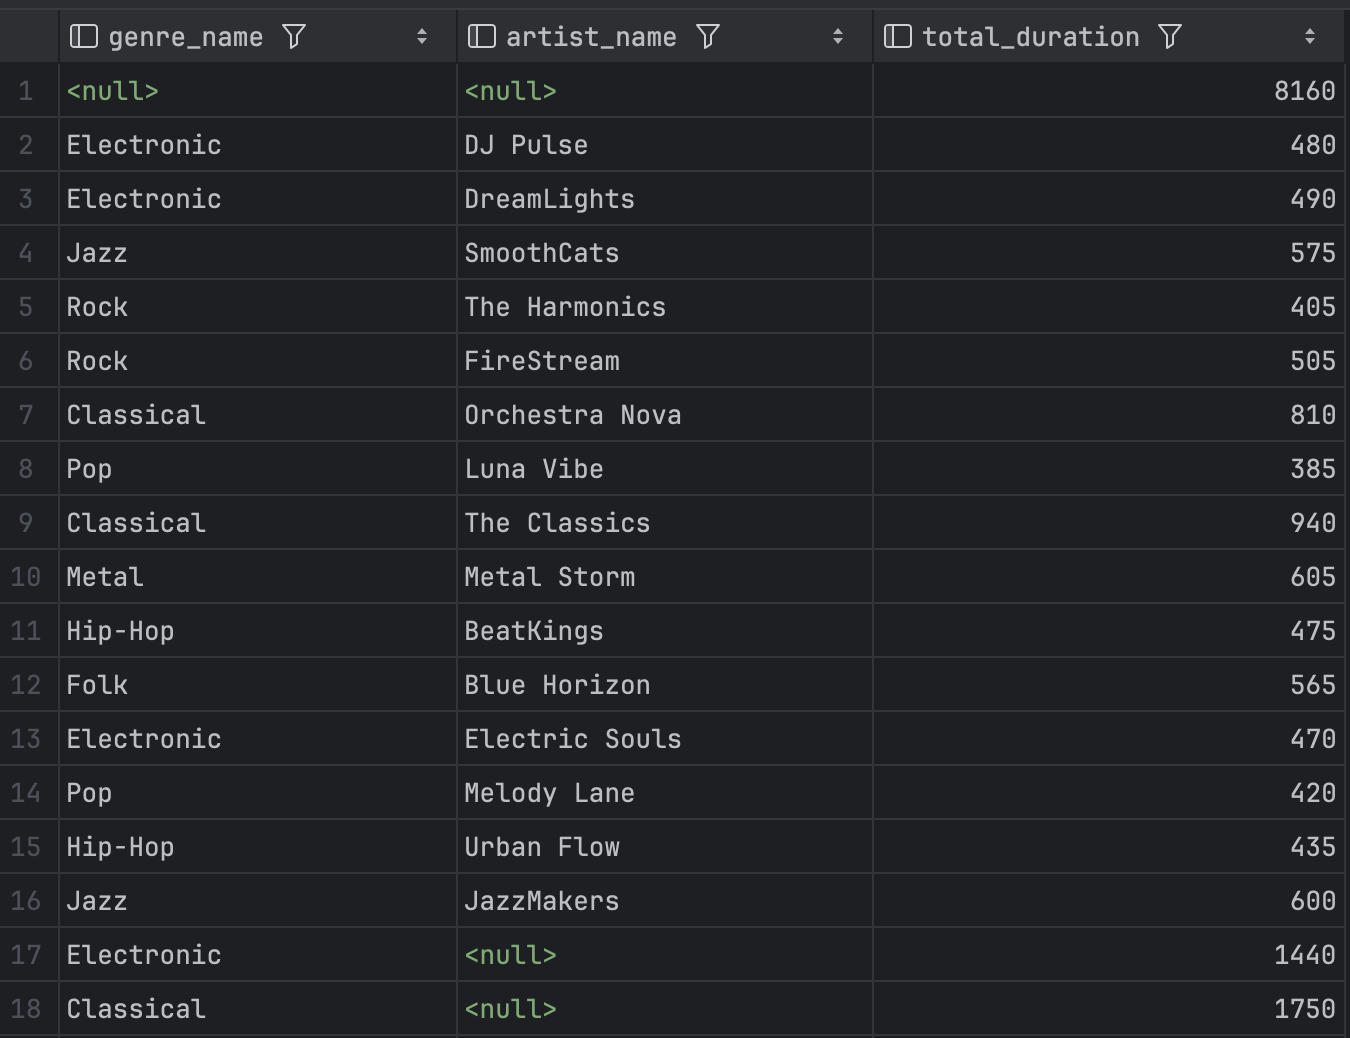 genre_name artist_name total_duration
1 <null> <null> 8160
2 Electronic DJ Pulse 480
3 Electronic DreamLights 490
4 Jazz SmoothCats 575
5 Rock The Harmonics 405
6 Rock FireStream 505
7 Classical Orchestra Nova 810
8 Pop Luna Vibe 385
9 Classical The Classics 940
10 Metal Metal Storm 605
11 Hip-Hop BeatKings 475
12 Folk Blue Horizon 565
13 Electronic Electric Souls 470
14 Pop Melody Lane 420
15 Hip-Hop Urban Flow 435
16 Jazz JazzMakers 600
17 Electronic <null> 1440
18 Classical <null> 1750